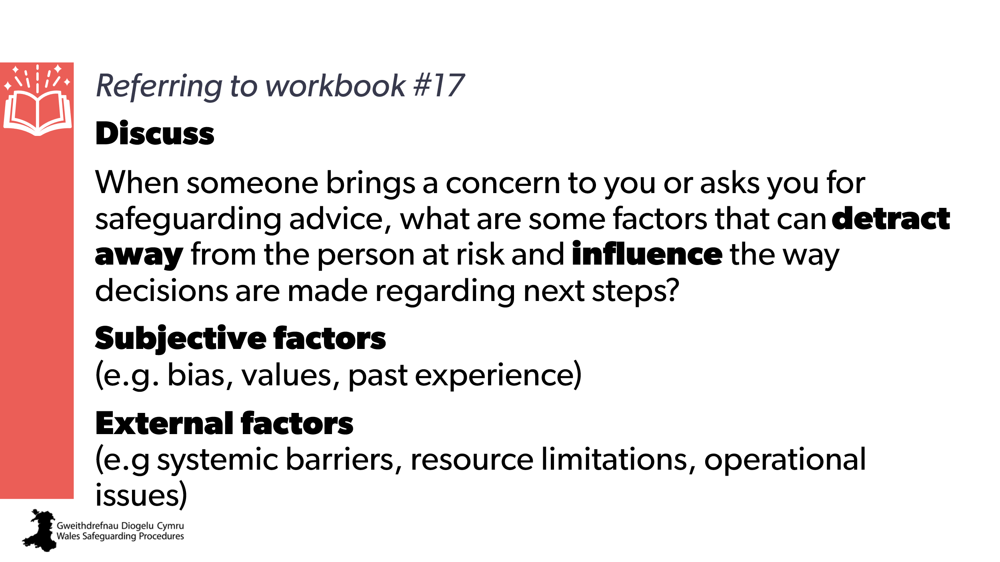 Referring to workbook #17
Discuss
When someone brings a concern to you or asks you for
safeguarding advice, what are some factors that can detract
away from the person at risk and influence the way
decisions are made regarding next steps?
Subjective factors
(e.g. bias, values, past experience)
External factors
(e.g systemic barriers, resource limitations, operational
issues)
Gweithdrefnau Diogelu Cymru
Wales Safeguarding Procedures